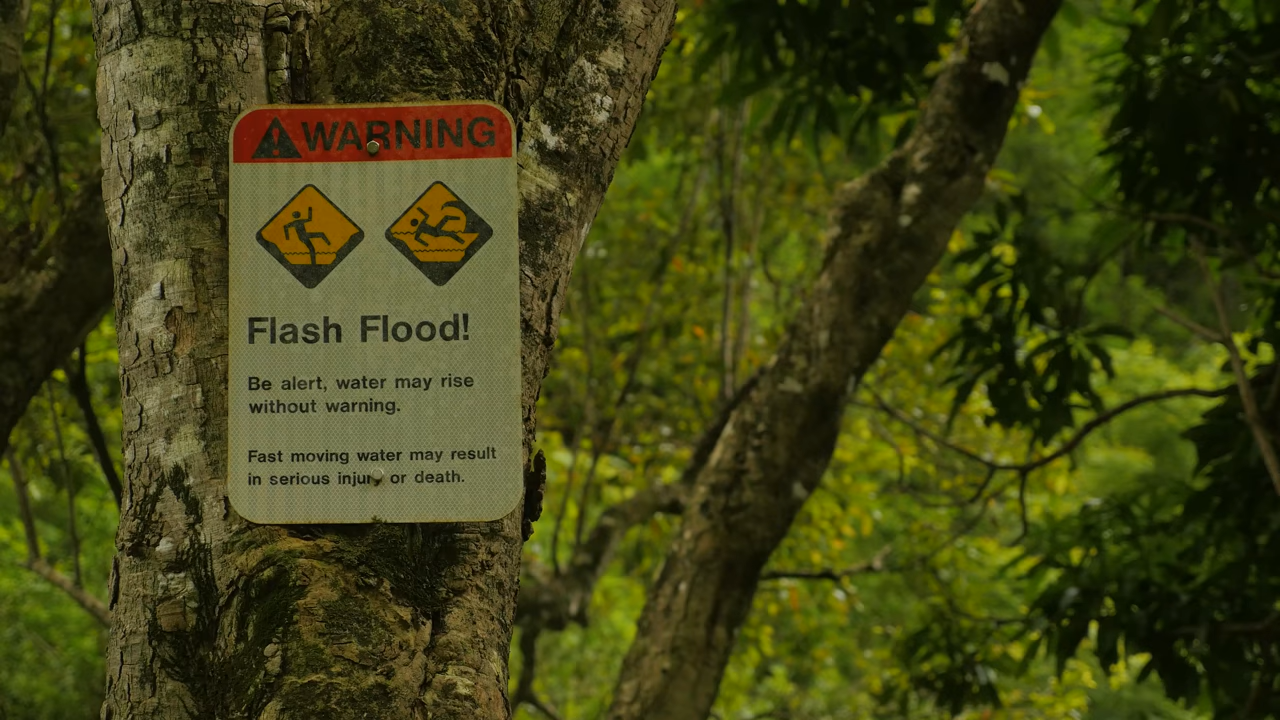 WARNING
Flash Flood!
Be alert, water may rise
without warning.
Fast moving water may result
in serious injury or death.